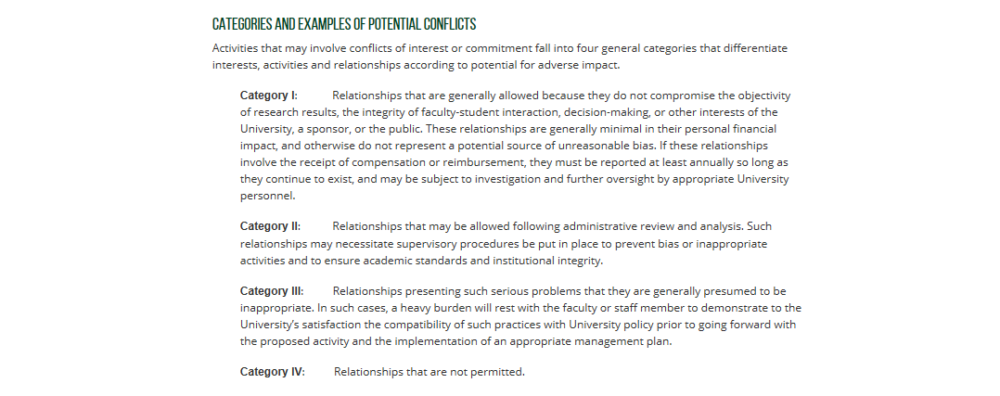 CATEGORIES AND EXAMPLES OF POTENTIAL CONFLICTS
Activities that may involve conflicts of interest or commitment fall into four general categories that differentiate
interests, activities and relationships according to potential for adverse impact.
Category I: Relationships that are generally allowed because they do not compromise the objectivity
of research results, the integrity of faculty-student interaction, decision-making, or other interests of the
University, a sponsor, or the public. These relationships are generally minimal in their personal financial
impact, and otherwise do not represent a potential source of unreasonable bias. If these relationships
involve the receipt of compensation or reimbursement, they must be reported at least annually so long as
they continue to exist, and may be subject to investigation and further oversight by appropriate University
personnel.
Category II: Relationships that may be allowed following administrative review and analysis. Such
relationships may necessitate supervisory procedures be put in place to prevent bias or inappropriate
activities and to ensure academic standards and institutional integrity.
Category III: Relationships presenting such serious problems that they are generally presumed to be
inappropriate. In such cases, a heavy burden will rest with the faculty or staff member to demonstrate to the
University’s satisfaction the compatibility of such practices with University policy prior to going forward with
the proposed activity and the implementation of an appropriate management plan.
Category IV: Relationships that are not permitted.